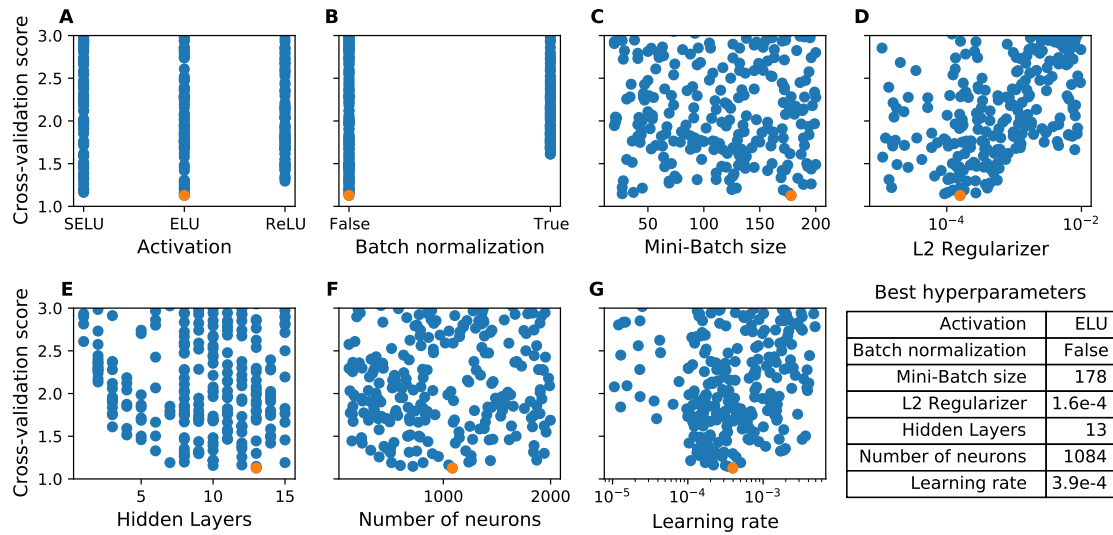 A
B
C
D
Cross-validation score
3.0
2.5
2.0
1.5
1.0
SELU
ELU
ReLU
Activation
False
True
Batch normalization
50
100
150
200
Mini-Batch size
10⁻⁴
10⁻²
L2 Regularizer
E
F
G
Cross-validation score
3.0
2.5
2.0
1.5
1.0
5
10
15
Hidden Layers
1000
2000
Number of neurons
10⁻⁵
10⁻⁴
10⁻³
Learning rate
Best hyperparameters
Activation ELU
Batch normalization False
Mini-Batch size 178
L2 Regularizer 1.6e-4
Hidden Layers 13
Number of neurons 1084
Learning rate 3.9e-4